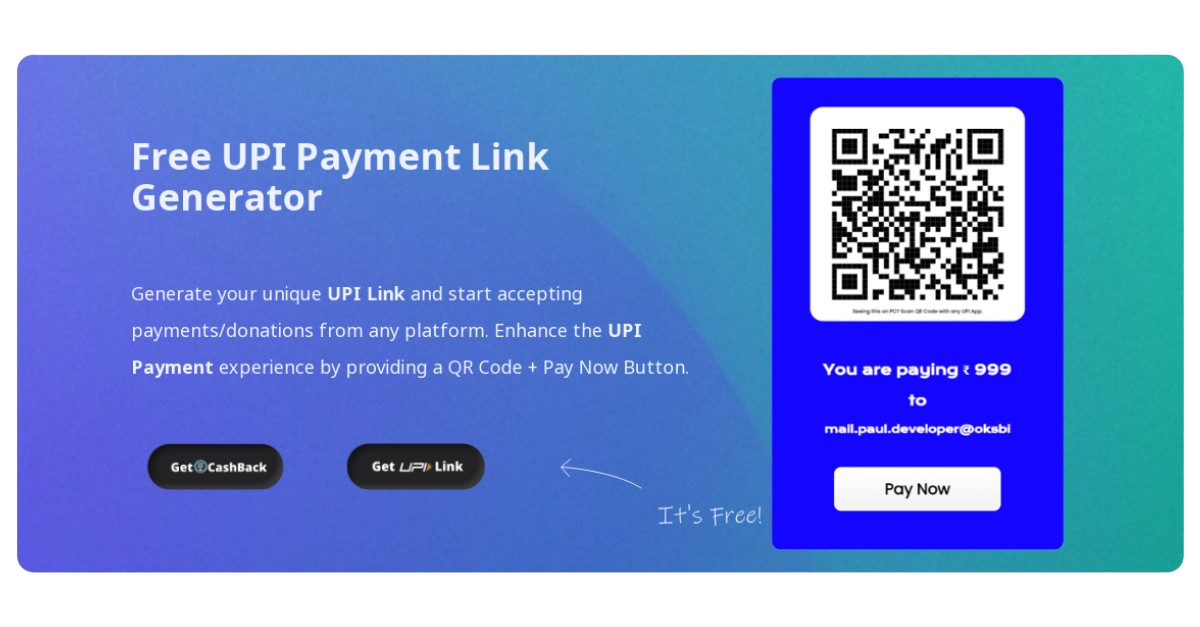 Free UPI Payment Link
Generator
Generate your unique UPI Link and start accepting
payments/donations from any platform. Enhance the UPI
Payment experience by providing a QR Code + Pay Now Button.
Get CashBack
Get UPI Link
It's Free!
Seeing this on PC? Scan QR Code with any UPI App.
You are paying ₹ 999
to
mail.paul.developer@oksbi
Pay Now